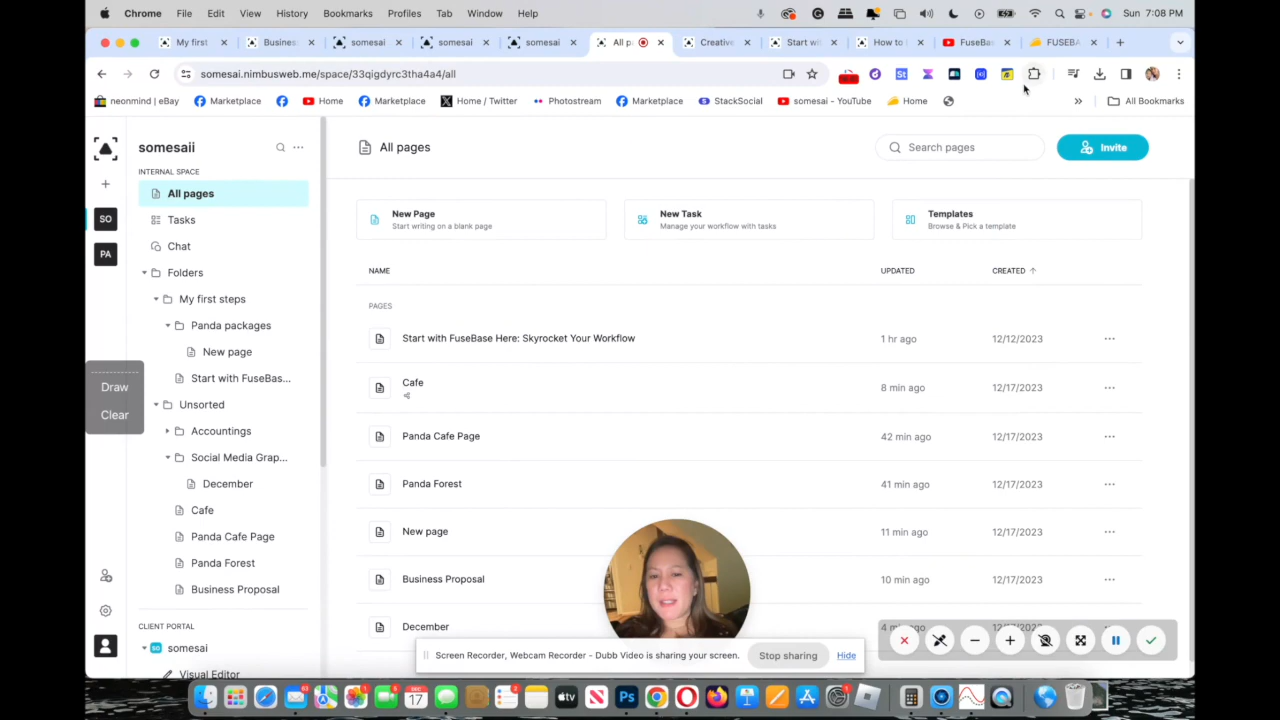 Chrome File Edit View History Bookmarks Profiles Tab Window Help Sun 7:08 PM
My first Business somesai somesai somesai All p Creative Start wi How to FuseBas FUSEBA
somesai.nimbusweb.me/space/33qigdyrc3tha4a4/all
neonmind | eBay Marketplace Home Marketplace Home / Twitter Photostream Marketplace StackSocial somesai - YouTube Home All Bookmarks
somesaii
All pages
Search pages
Invite
INTERNAL SPACE
All pages
Tasks
Chat
Folders
My first steps
Panda packages
New page
Start with FuseBas...
Unsorted
Accountings
Social Media Grap...
December
Cafe
Panda Cafe Page
Panda Forest
Business Proposal
CLIENT PORTAL
somesai
Visual Editor
SO
PA
SO
Draw
Clear
New Page
Start writing on a blank page
New Task
Manage your workflow with tasks
Templates
Browse & Pick a template
NAME UPDATED CREATED
PAGES
Start with FuseBase Here: Skyrocket Your Workflow 1 hr ago 12/12/2023
Cafe 8 min ago 12/17/2023
Panda Cafe Page 42 min ago 12/17/2023
Panda Forest 41 min ago 12/17/2023
New page 11 min ago 12/17/2023
Business Proposal 10 min ago 12/17/2023
December
Screen Recorder, Webcam Recorder - Dubb Video is sharing your screen. Stop sharing Hide
DEC
17